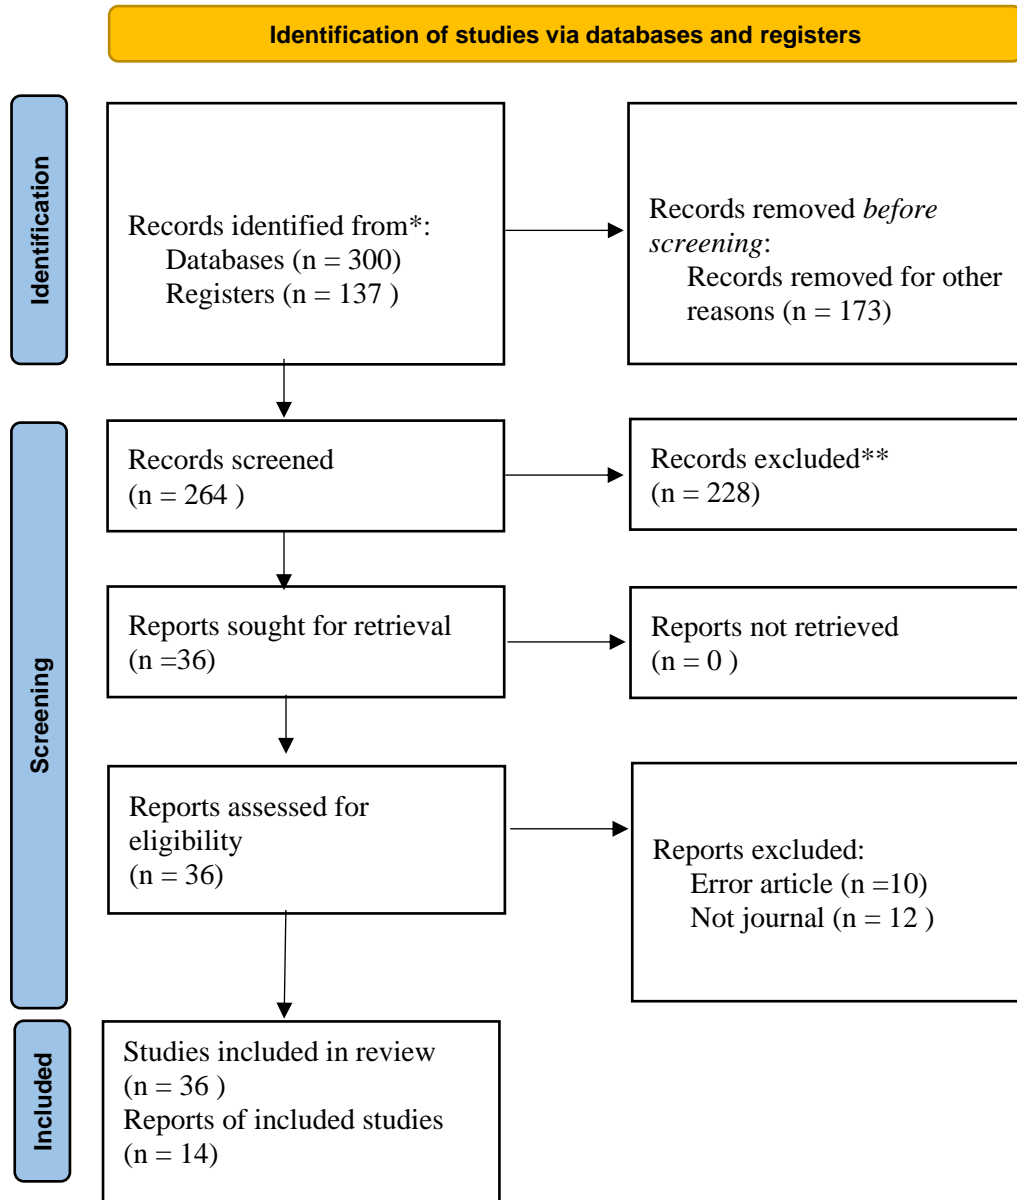 Identification of studies via databases and registers
Identification
Records identified from*:
Databases (n = 300)
Registers (n = 137 )
Records removed before
screening:
Records removed for other
reasons (n = 173)
Screening
Records screened
(n = 264 )
Records excluded**
(n = 228)
Reports sought for retrieval
(n =36)
Reports not retrieved
(n = 0 )
Reports assessed for
eligibility
(n = 36)
Reports excluded:
Error article (n =10)
Not journal (n = 12 )
Included
Studies included in review
(n = 36 )
Reports of included studies
(n = 14)